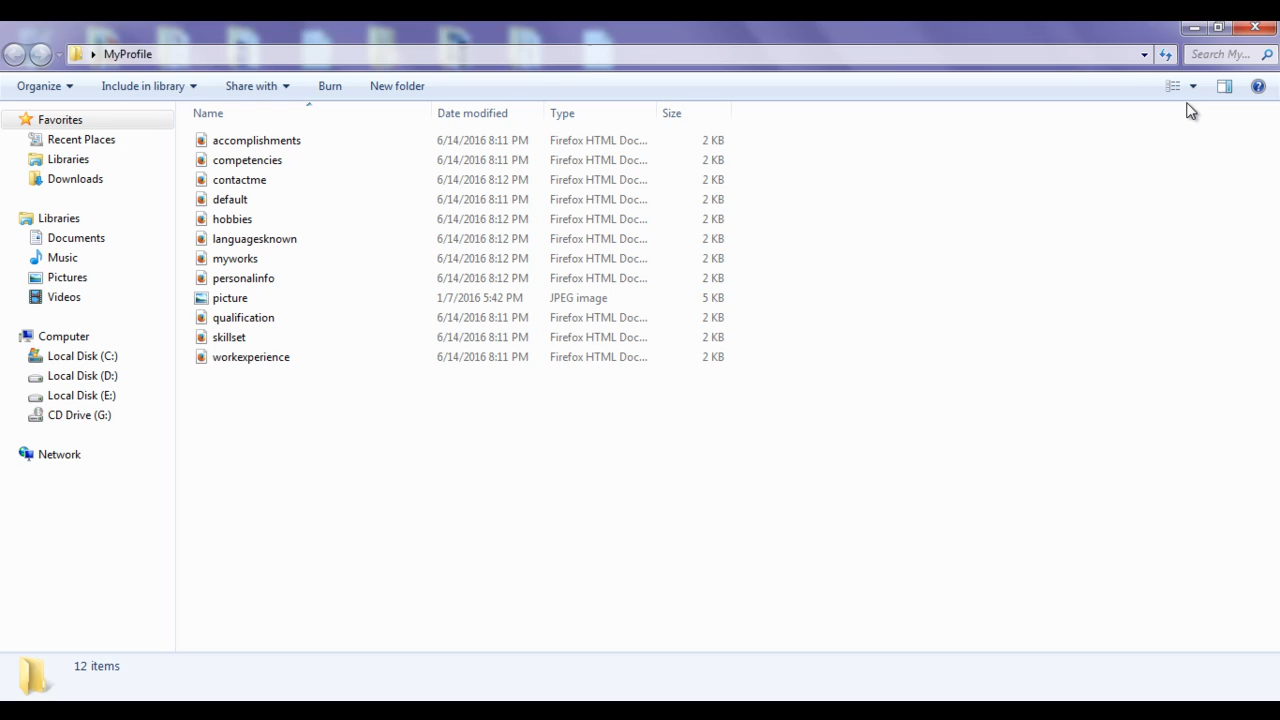 MyProfile
Search My...
Organize Include in library Share with Burn New folder
Name Date modified Type Size
Favorites
Recent Places
Libraries
Downloads
Libraries
Documents
Music
Pictures
Videos
Computer
Local Disk (C:)
Local Disk (D:)
Local Disk (E:)
CD Drive (G:)
Network
accomplishments 6/14/2016 8:11 PM Firefox HTML Doc... 2 KB
competencies 6/14/2016 8:11 PM Firefox HTML Doc... 2 KB
contactme 6/14/2016 8:12 PM Firefox HTML Doc... 2 KB
default 6/14/2016 8:11 PM Firefox HTML Doc... 2 KB
hobbies 6/14/2016 8:12 PM Firefox HTML Doc... 2 KB
languagesknown 6/14/2016 8:12 PM Firefox HTML Doc... 2 KB
myworks 6/14/2016 8:12 PM Firefox HTML Doc... 2 KB
personalinfo 6/14/2016 8:12 PM Firefox HTML Doc... 2 KB
picture 1/7/2016 5:42 PM JPEG image 5 KB
qualification 6/14/2016 8:11 PM Firefox HTML Doc... 2 KB
skillset 6/14/2016 8:11 PM Firefox HTML Doc... 2 KB
workexperience 6/14/2016 8:11 PM Firefox HTML Doc... 2 KB
12 items